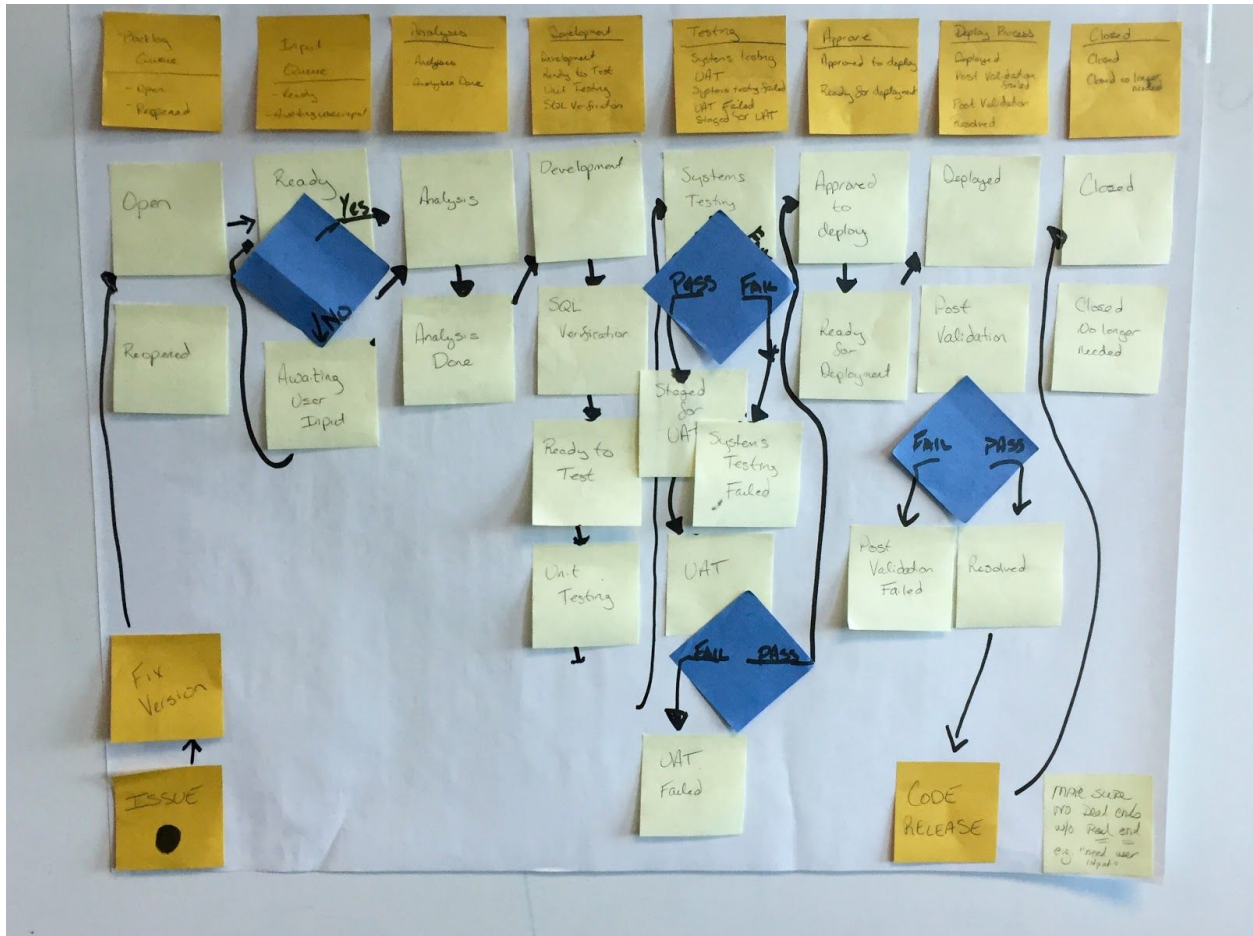 Backlog
Queue
- Open
- Reopened
Input
Queue
- Ready
- Awaiting user input
Analysis
Analysis
Analysis Done
Development
Development
Ready to Test
Unit Testing
SQL Verification
Testing
Systems testing
UAT
Systems testing failed
UAT Failed
Staged for UAT
Approve
Approved to deploy
Ready for deployment
Deploy Process
Deployed
Post Validation
failed
Post Validation
Resolved
Closed
Closed
Closed no longer
needed
Open
Ready
Yes
NO
Analysis
Development
Systems
Testing
PASS FAIL
Approved
to
deploy
Deployed
Closed
Reopened
Awaiting
User
Input
Analysis
Done
SQL
Verification
Ready
for
Deployment
Post
Validation
Closed
No longer
needed
Staged
for
UAT
Systems
Testing
Failed
Ready to
Test
FAIL PASS
Unit
Testing
UAT
FAIL PASS
Post
Validation
Failed
Resolved
Fix
Version
ISSUE
UAT
Failed
CODE
RELEASE
MAKE SURE
NO Dead ends
w/o Real end
e.g. "need user
input"